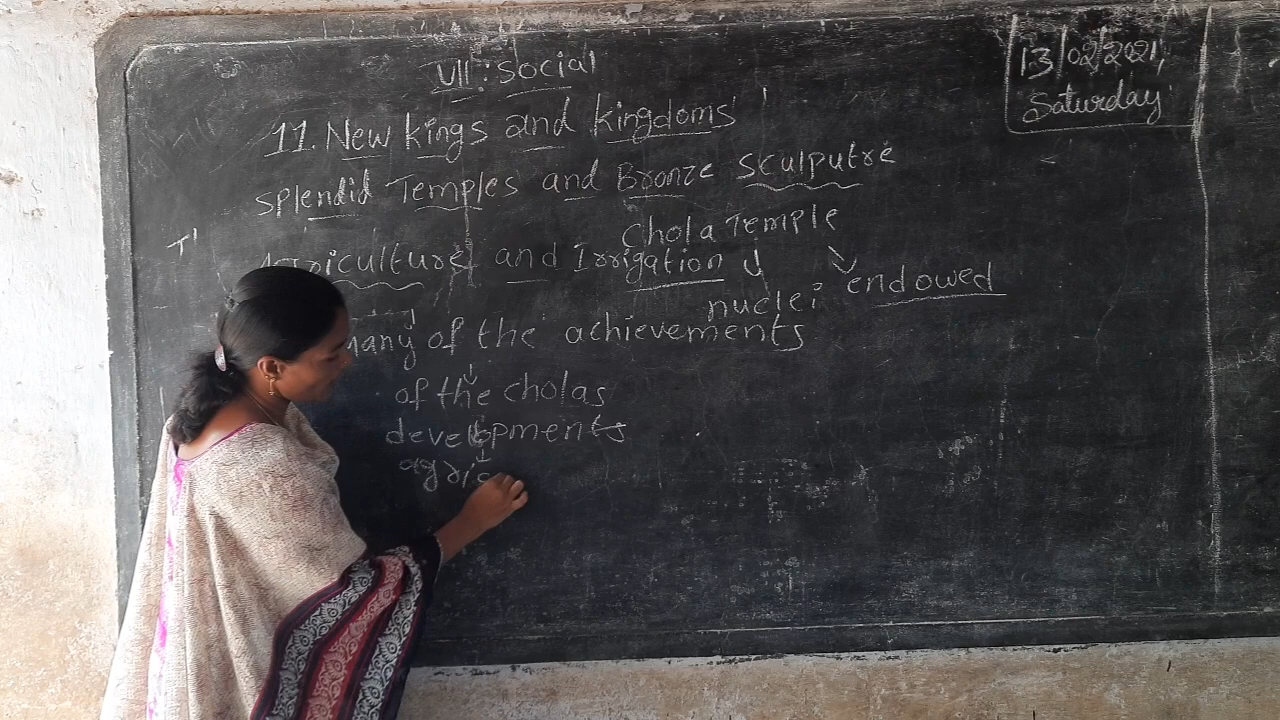 VII : Social
13/02/2021,
Saturday
11. New kings and kingdoms
splendid Temples and Bronze sculputre
chola Temple
Agriculture and Irrigation
endowed
nuclei
many of the achievements
of the cholas
developments
agric